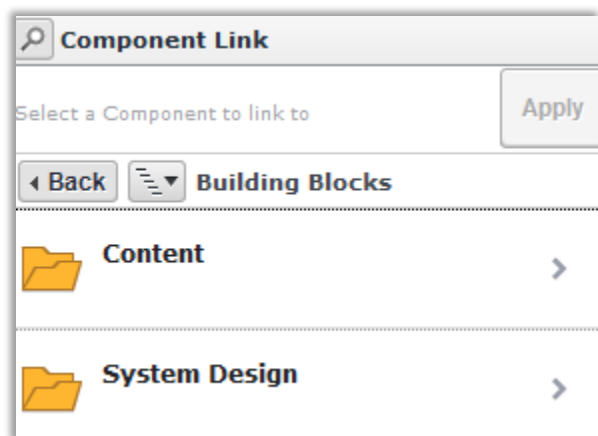 Component Link
Select a Component to link to
Apply
Back
Building Blocks
Content
System Design